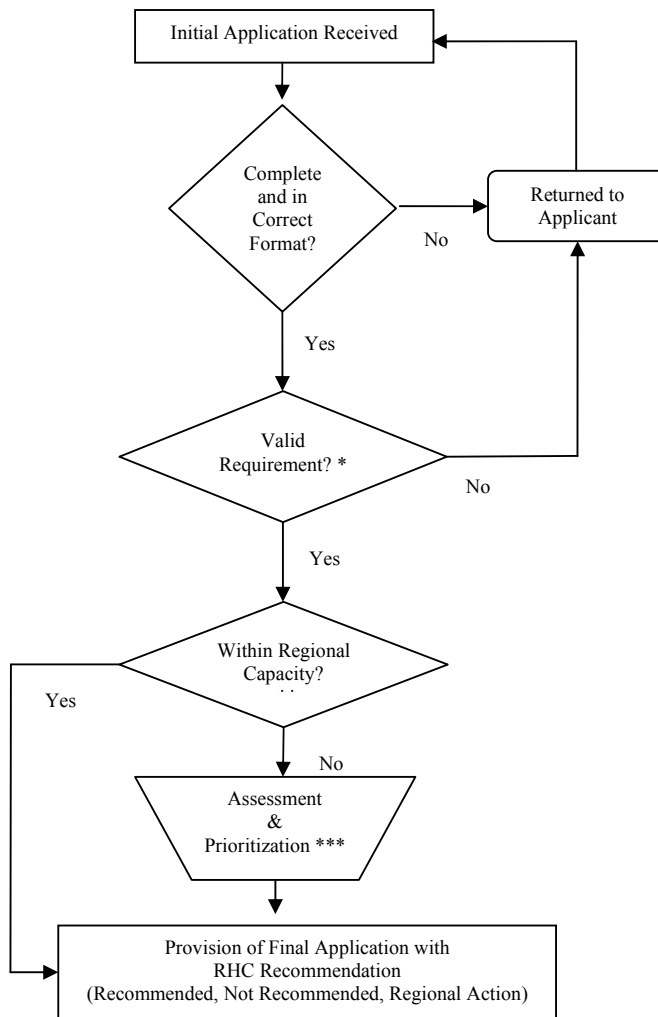 Initial Application Received
Complete
and in
Correct
Format?
No
Returned to
Applicant
Yes
Valid
Requirement? *
No
Yes
Within Regional
Capacity?
Yes
No
Assessment
&
Prioritization ***
Provision of Final Application with
RHC Recommendation
(Recommended, Not Recommended, Regional Action)